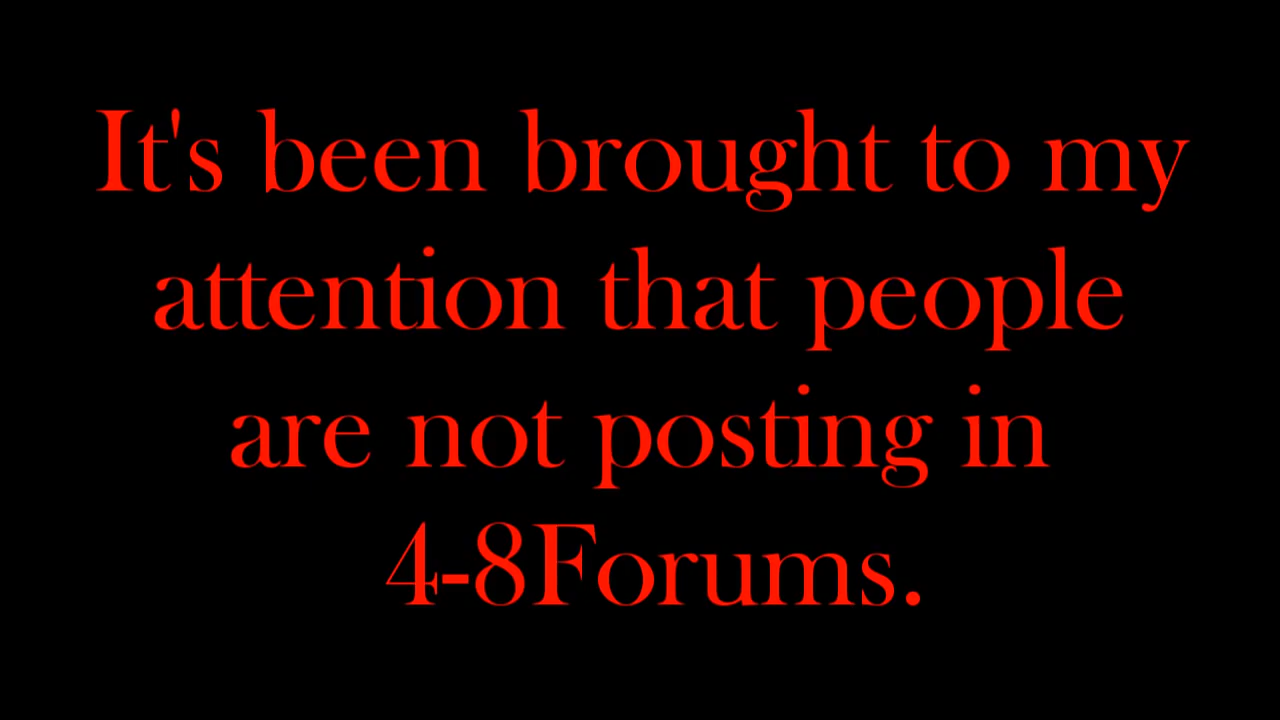 It's been brought to my
attention that people
are not posting in
4-8Forums.